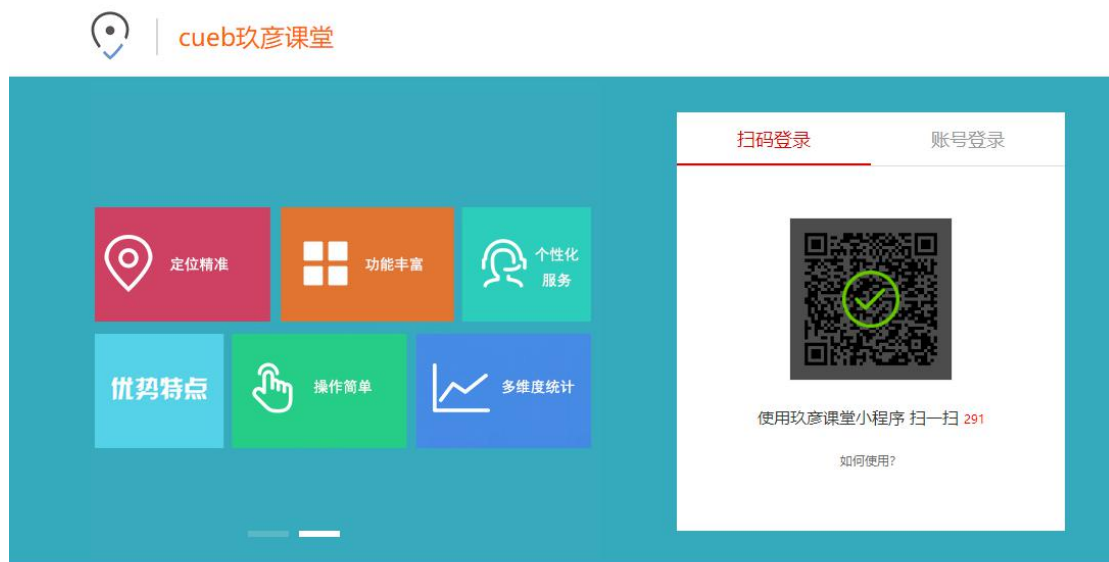 cueb玖彦课堂
扫码登录
账号登录
定位精准
功能丰富
个性化
服务
优势特点
操作简单
多维度统计
使用玖彦课堂小程序 扫一扫 291
如何使用?